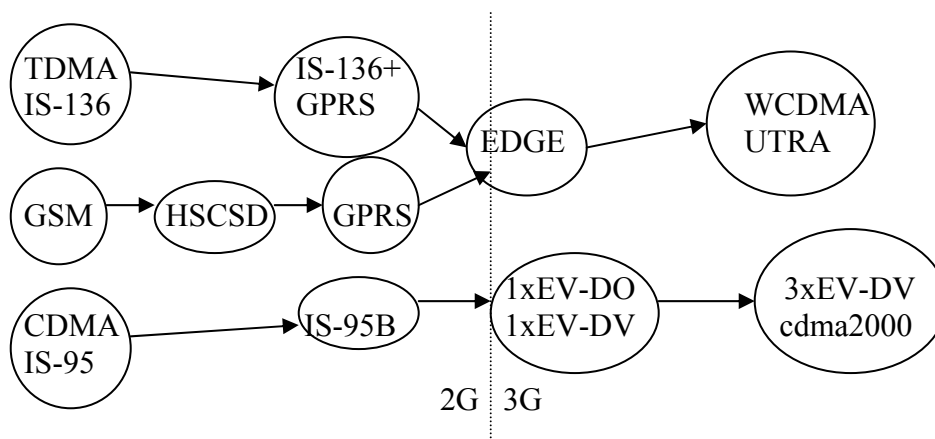 TDMA
IS-136
IS-136+
GPRS
EDGE
WCDMA
UTRA
GSM
HSCSD
GPRS
CDMA
IS-95
IS-95B
1xEV-DO
1xEV-DV
3xEV-DV
cdma2000
2G
3G